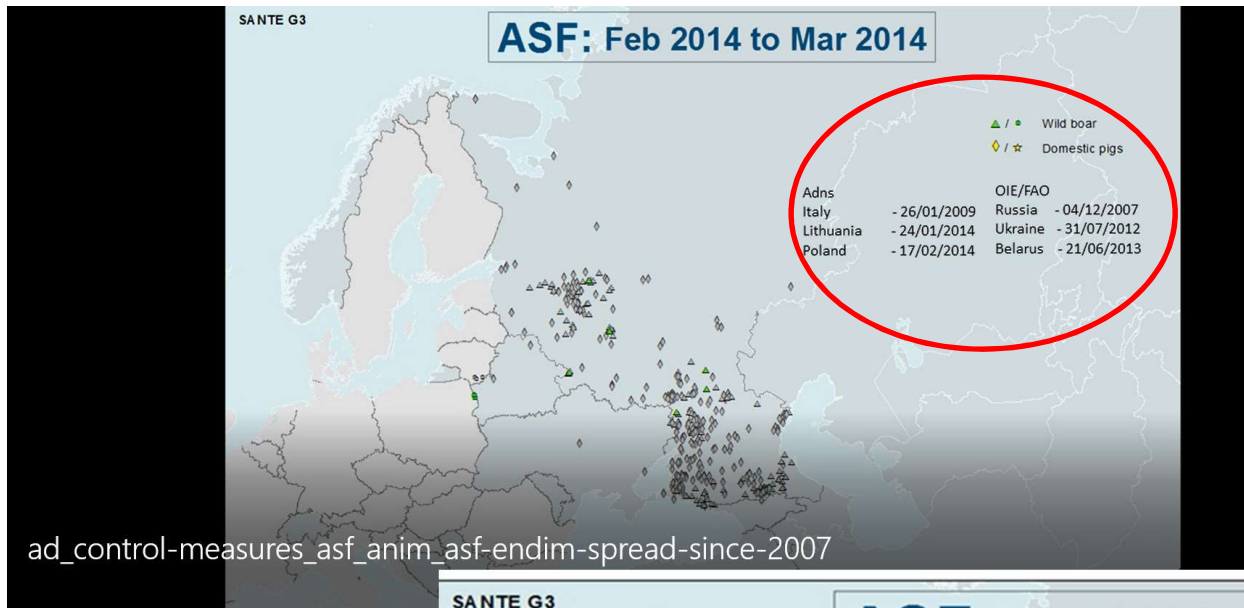 SANTE G3
ASF: Feb 2014 to Mar 2014
/ Wild boar
/ Domestic pigs
Adns
Italy - 26/01/2009
Lithuania - 24/01/2014
Poland - 17/02/2014
OIE/FAO
Russia - 04/12/2007
Ukraine - 31/07/2012
Belarus - 21/06/2013
ad_control-measures_asf_anim_asf-endim-spread-since-2007
SANTE G3